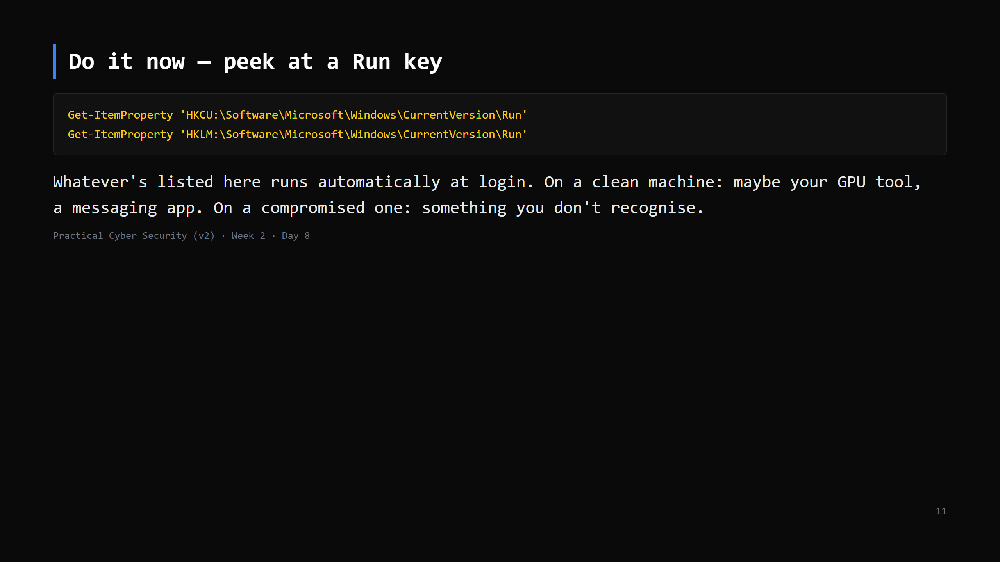 Do it now — peek at a Run key
Get-ItemProperty 'HKCU:\Software\Microsoft\Windows\CurrentVersion\Run'
Get-ItemProperty 'HKLM:\Software\Microsoft\Windows\CurrentVersion\Run'
Whatever's listed here runs automatically at login. On a clean machine: maybe your GPU tool,
a messaging app. On a compromised one: something you don't recognise.
Practical Cyber Security (v2) · Week 2 · Day 8
11